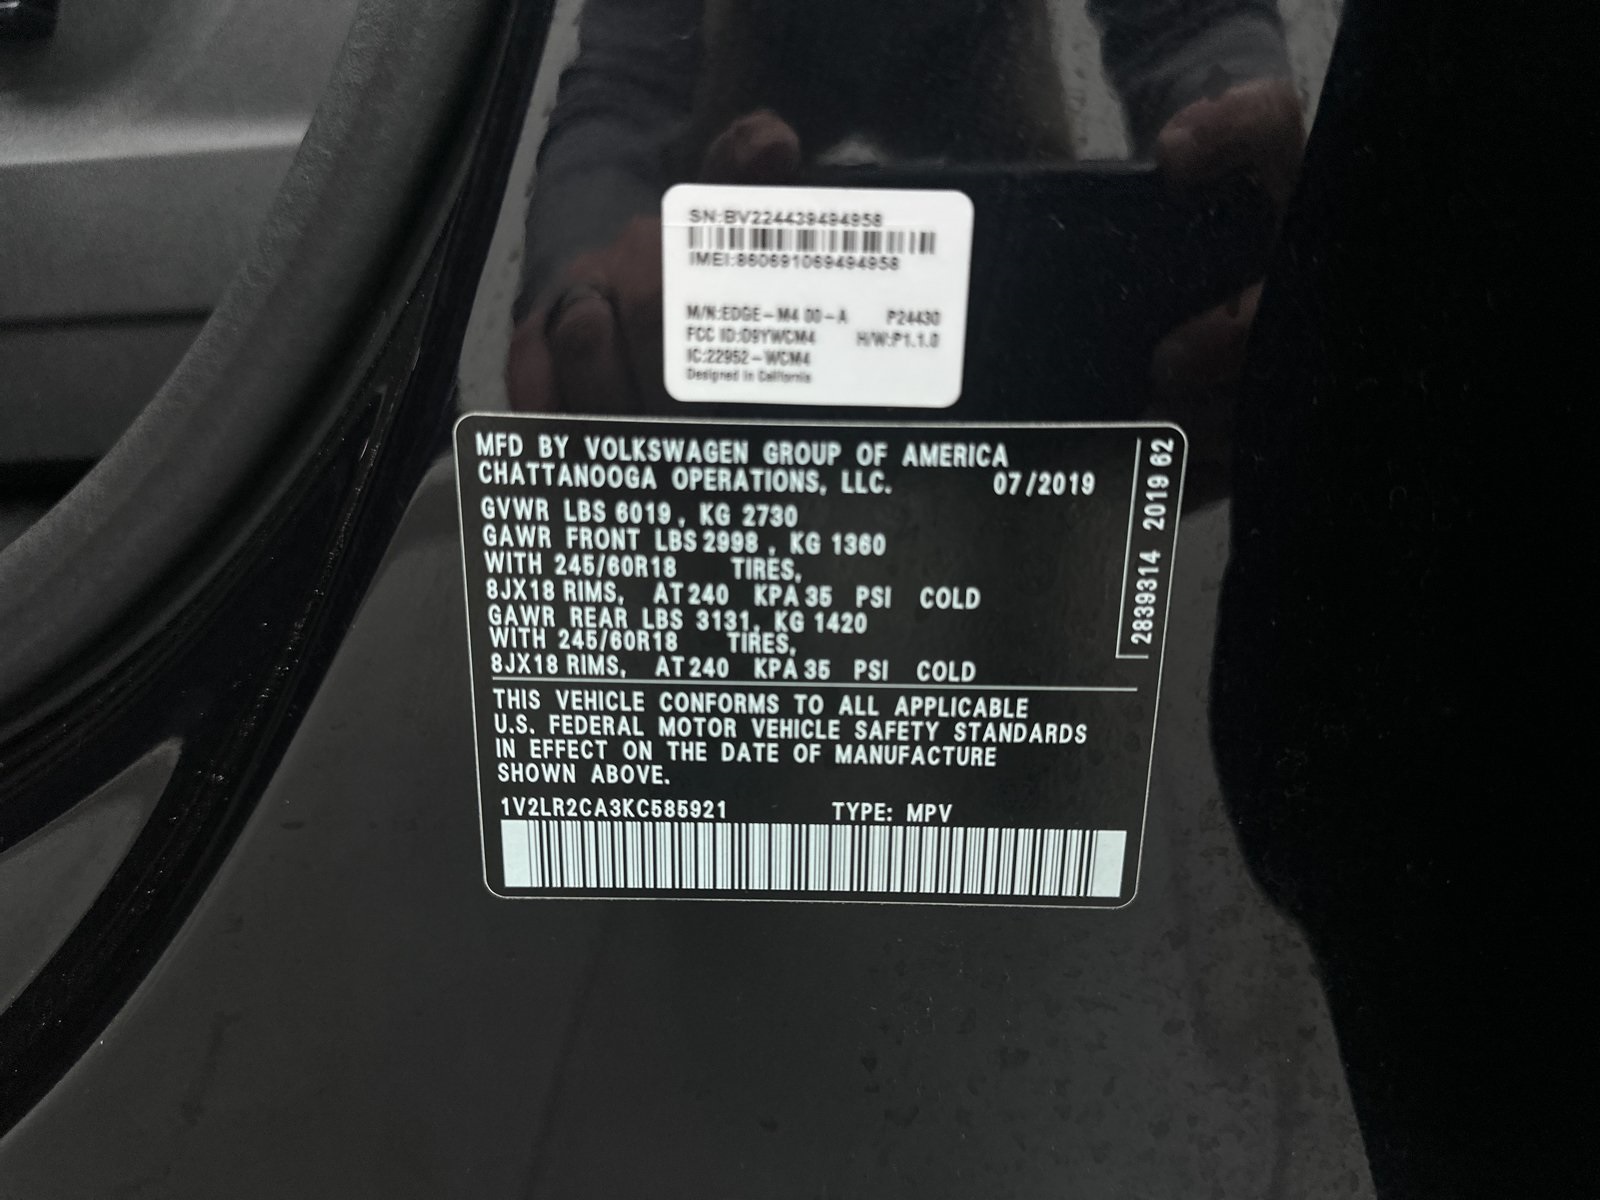 SN:BV224439494958
IMEI:860691069494958
M/N:EDGE-M4 00-A P24430
FCC ID:D9YWCM4 H/W:P1.1.0
IC:22952-WCM4
Designed in California
MFD BY VOLKSWAGEN GROUP OF AMERICA
CHATTANOOGA OPERATIONS, LLC. 07/2019
GVWR LBS 6019, KG 2730
GAWR FRONT LBS 2998, KG 1360
WITH 245/60R18 TIRES,
8JX18 RIMS, AT 240 KPA 35 PSI COLD
GAWR REAR LBS 3131, KG 1420
WITH 245/60R18 TIRES,
8JX18 RIMS, AT 240 KPA 35 PSI COLD
THIS VEHICLE CONFORMS TO ALL APPLICABLE
U.S. FEDERAL MOTOR VEHICLE SAFETY STANDARDS
IN EFFECT ON THE DATE OF MANUFACTURE
SHOWN ABOVE.
1V2LR2CA3KC585921 TYPE: MPV
2839314 2019 62